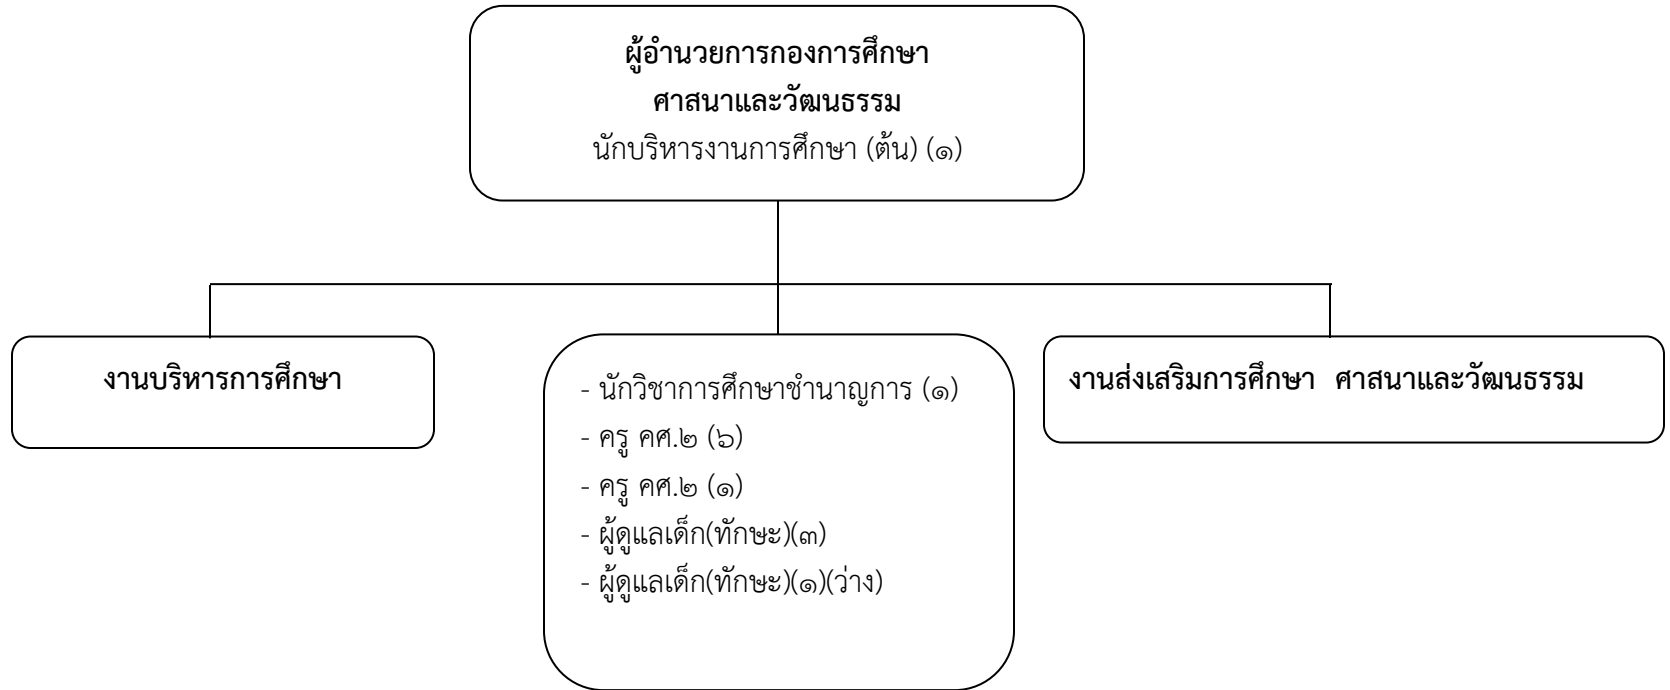 ผู้อำนวยการกองการศึกษา
ศาสนาและวัฒนธรรม
นักบริหารงานการศึกษา (ต้น) (๑)
งานบริหารการศึกษา
- นักวิชาการศึกษาชำนาญการ (๑)
- ครู คศ.๒ (๖)
- ครู คศ.๒ (๑)
- ผู้ดูแลเด็ก(ทักษะ)(๓)
- ผู้ดูแลเด็ก(ทักษะ)(๑)(ว่าง)
งานส่งเสริมการศึกษา ศาสนาและวัฒนธรรม